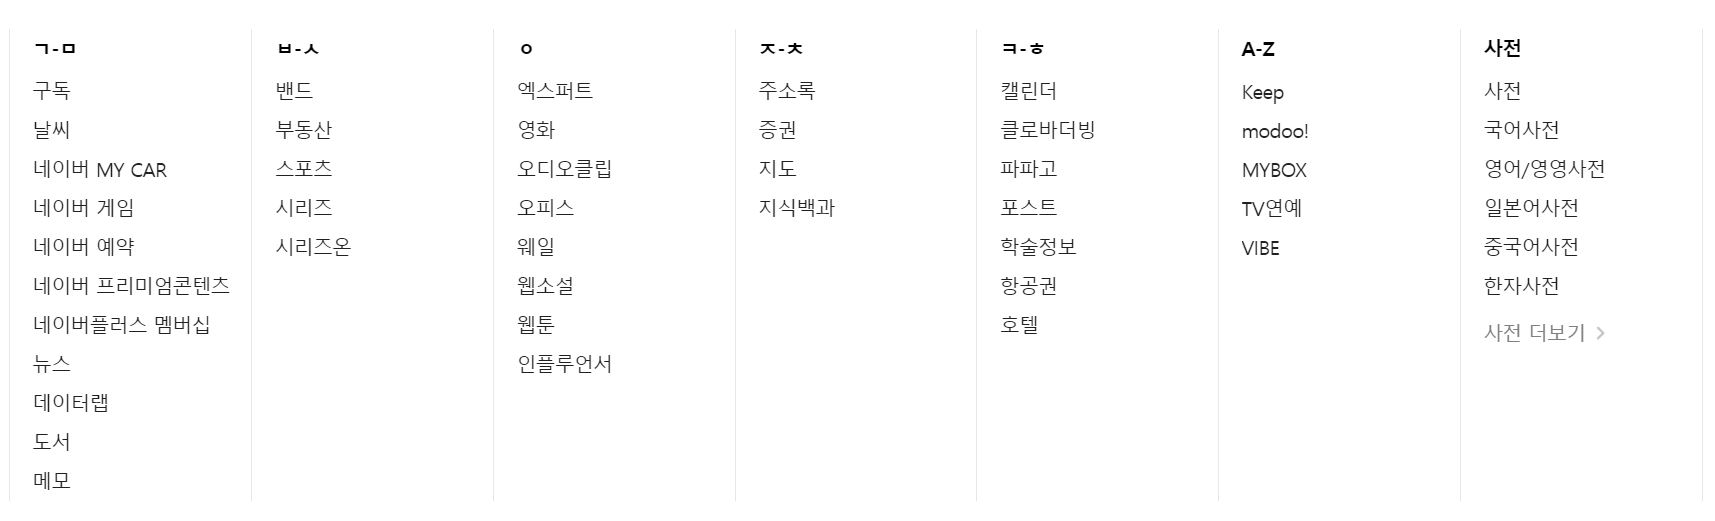 ㄱ-ㅁ
구독
날씨
네이버 MY CAR
네이버 게임
네이버 예약
네이버 프리미엄콘텐츠
네이버플러스 멤버십
뉴스
데이터랩
도서
메모
ㅂ-ㅅ
밴드
부동산
스포츠
시리즈
시리즈온
ㅇ
엑스퍼트
영화
오디오클립
오피스
웨일
웹소설
웹툰
인플루언서
ㅈ-ㅊ
주소록
증권
지도
지식백과
ㅋ-ㅎ
캘린더
클로바더빙
파파고
포스트
학술정보
항공권
호텔
A-Z
Keep
modoo!
MYBOX
TV연예
VIBE
사전
사전
국어사전
영어/영영사전
일본어사전
중국어사전
한자사전
사전 더보기